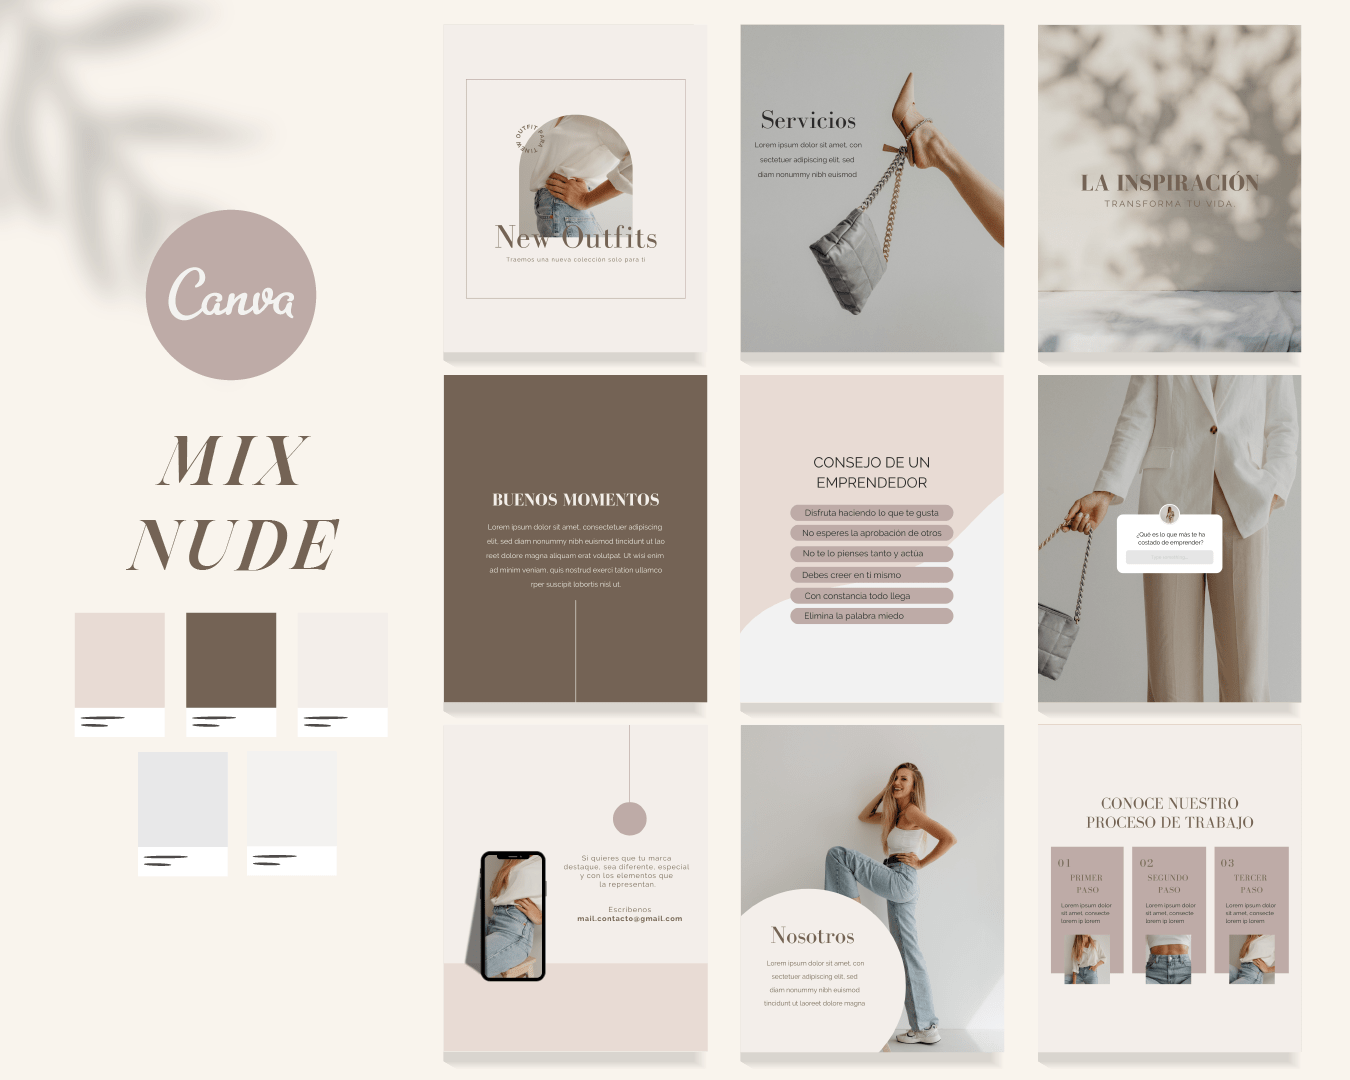 Canva
MIX
NUDE
NEW OUTFIT PARA TI
New Outfits
Traemos una nueva colección solo para ti
Servicios
Lorem ipsum dolor sit amet, con
sectetuer adipiscing elit, sed
diam nonummy nibh euismod
LA INSPIRACIÓN
TRANSFORMA TU VIDA
BUENOS MOMENTOS
Lorem ipsum dolor sit amet, consectetuer adipiscing
elit, sed diam nonummy nibh euismod tincidunt ut lao
reet dolore magna aliquam erat volutpat. Ut wisi enim
ad minim veniam, quis nostrud exerci tation ullamco
rper suscipit lobortis nisl ut.
CONSEJO DE UN
EMPRENDEDOR
Disfruta haciendo lo que te gusta
No esperes la aprobación de otros
No te lo pienses tanto y actúa
Debes creer en ti mismo
Con constancia todo llega
Elimina la palabra miedo
¿Qué es lo que más te ha
costado de emprender?
Si quieres que tu marca
destaque, sea diferente, especial
y con los elementos que
la representan.
Escríbenos
mail.contacto@gmail.com
Nosotros
Lorem ipsum dolor sit amet, con
sectetuer adipiscing elit, sed
diam nonummy nibh euismod
tincidunt ut laoreet dolore magna
CONOCE NUESTRO
PROCESO DE TRABAJO
01
PRIMER
PASO
Lorem ipsum dolor
sit amet, consecte
lorem ip lorem
02
SEGUNDO
PASO
Lorem ipsum dolor
sit amet, consecte
lorem ip lorem
03
TERCER
PASO
Lorem ipsum dolor
sit amet, consecte
lorem ip lorem